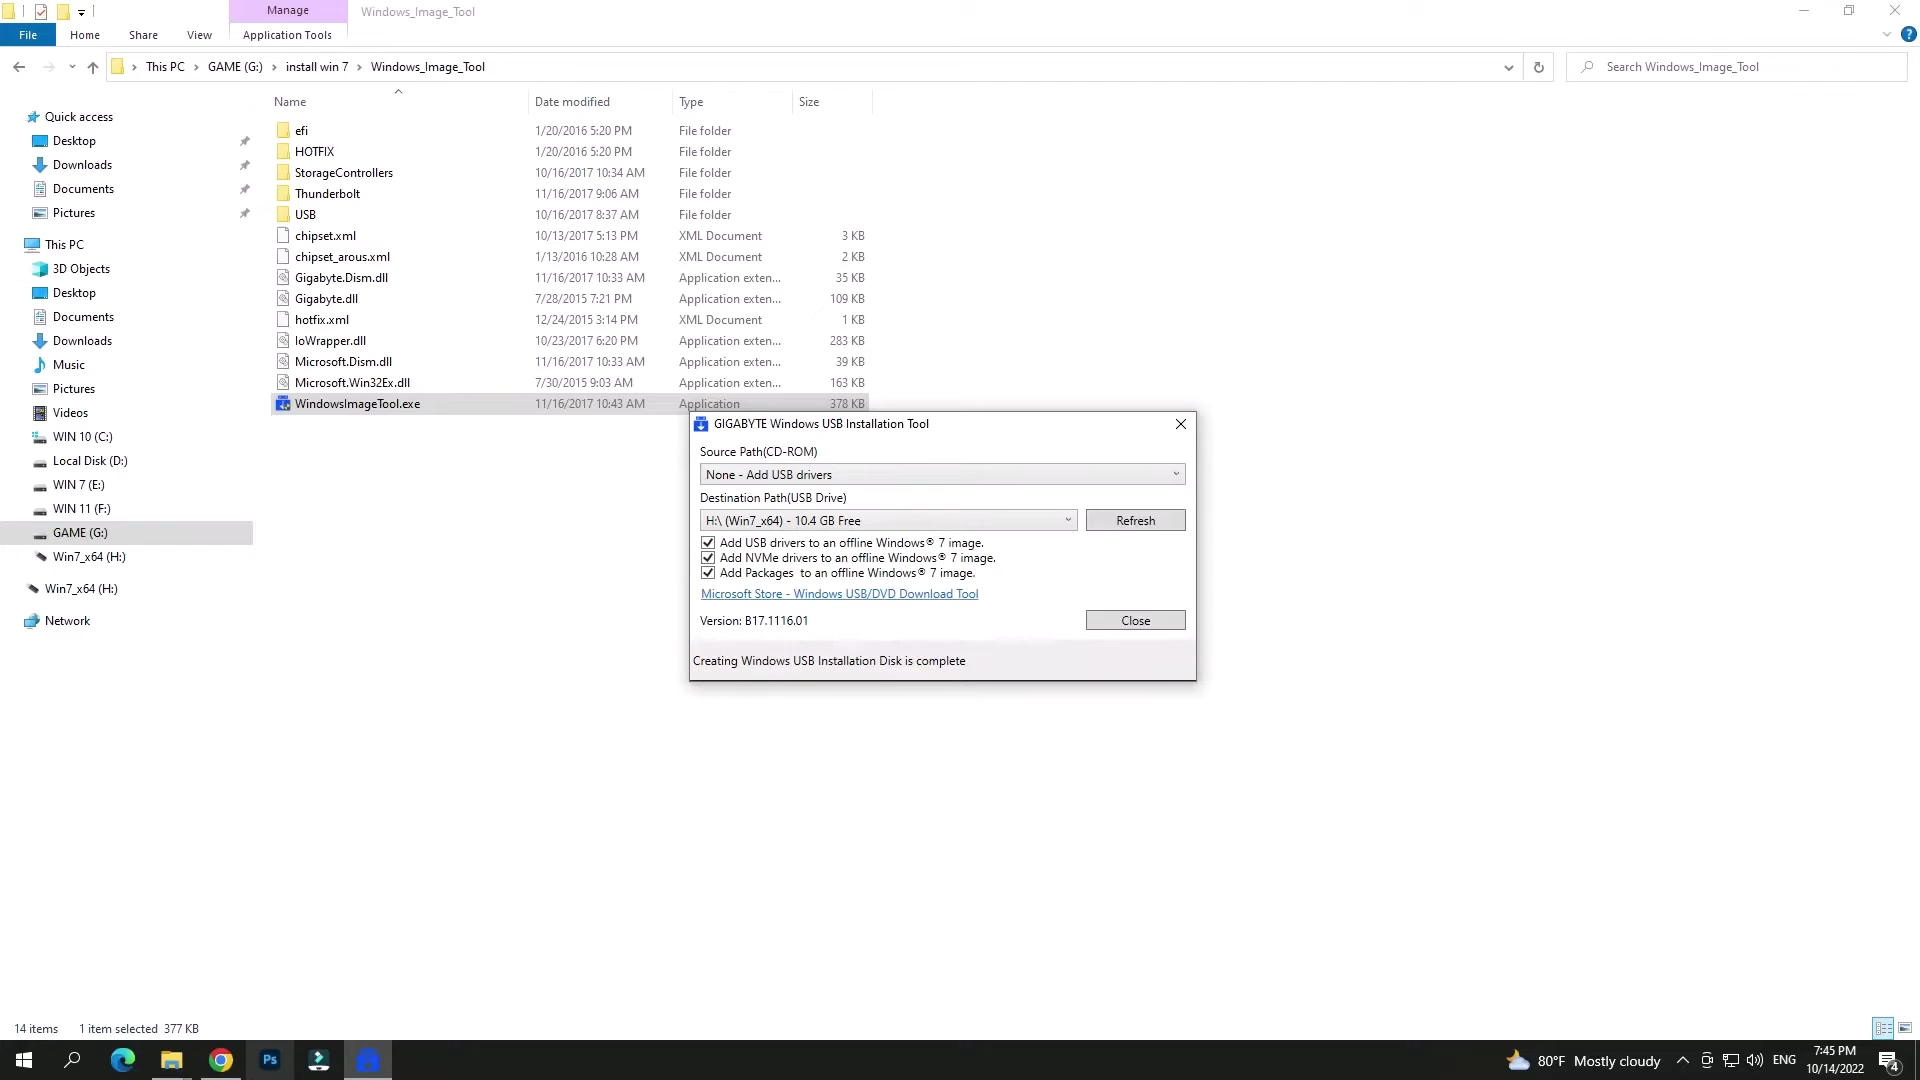 Manage
Windows_Image_Tool
File
Home
Share
View
Application Tools
?
This PC
GAME (G:)
install win 7
Windows_Image_Tool
Search Windows_Image_Tool
Name
Date modified
Type
Size
Quick access
Desktop
Downloads
Documents
Pictures
This PC
3D Objects
Desktop
Documents
Downloads
Music
Pictures
Videos
WIN 10 (C:)
Local Disk (D:)
WIN 7 (E:)
WIN 11 (F:)
GAME (G:)
Win7_x64 (H:)
Win7_x64 (H:)
Network
efi 1/20/2016 5:20 PM File folder
HOTFIX 1/20/2016 5:20 PM File folder
StorageControllers 10/16/2017 10:34 AM File folder
Thunderbolt 11/16/2017 9:06 AM File folder
USB 10/16/2017 8:37 AM File folder
chipset.xml 10/13/2017 5:13 PM XML Document 3 KB
chipset_arous.xml 1/13/2016 10:28 AM XML Document 2 KB
Gigabyte.Dism.dll 11/16/2017 10:33 AM Application exten... 35 KB
Gigabyte.dll 7/28/2015 7:21 PM Application exten... 109 KB
hotfix.xml 12/24/2015 3:14 PM XML Document 1 KB
IoWrapper.dll 10/23/2017 6:20 PM Application exten... 283 KB
Microsoft.Dism.dll 11/16/2017 10:33 AM Application exten... 39 KB
Microsoft.Win32Ex.dll 7/30/2015 9:03 AM Application exten... 163 KB
WindowsImageTool.exe 11/16/2017 10:43 AM Application 378 KB
GIGABYTE Windows USB Installation Tool
Source Path(CD-ROM)
None - Add USB drivers
Destination Path(USB Drive)
H:\ (Win7_x64) - 10.4 GB Free
Refresh
Add USB drivers to an offline Windows® 7 image.
Add NVMe drivers to an offline Windows® 7 image.
Add Packages to an offline Windows® 7 image.
Microsoft Store - Windows USB/DVD Download Tool
Version: B17.1116.01
Close
Creating Windows USB Installation Disk is complete
14 items 1 item selected 377 KB
Ps
80°F Mostly cloudy
ENG
7:45 PM
10/14/2022
4